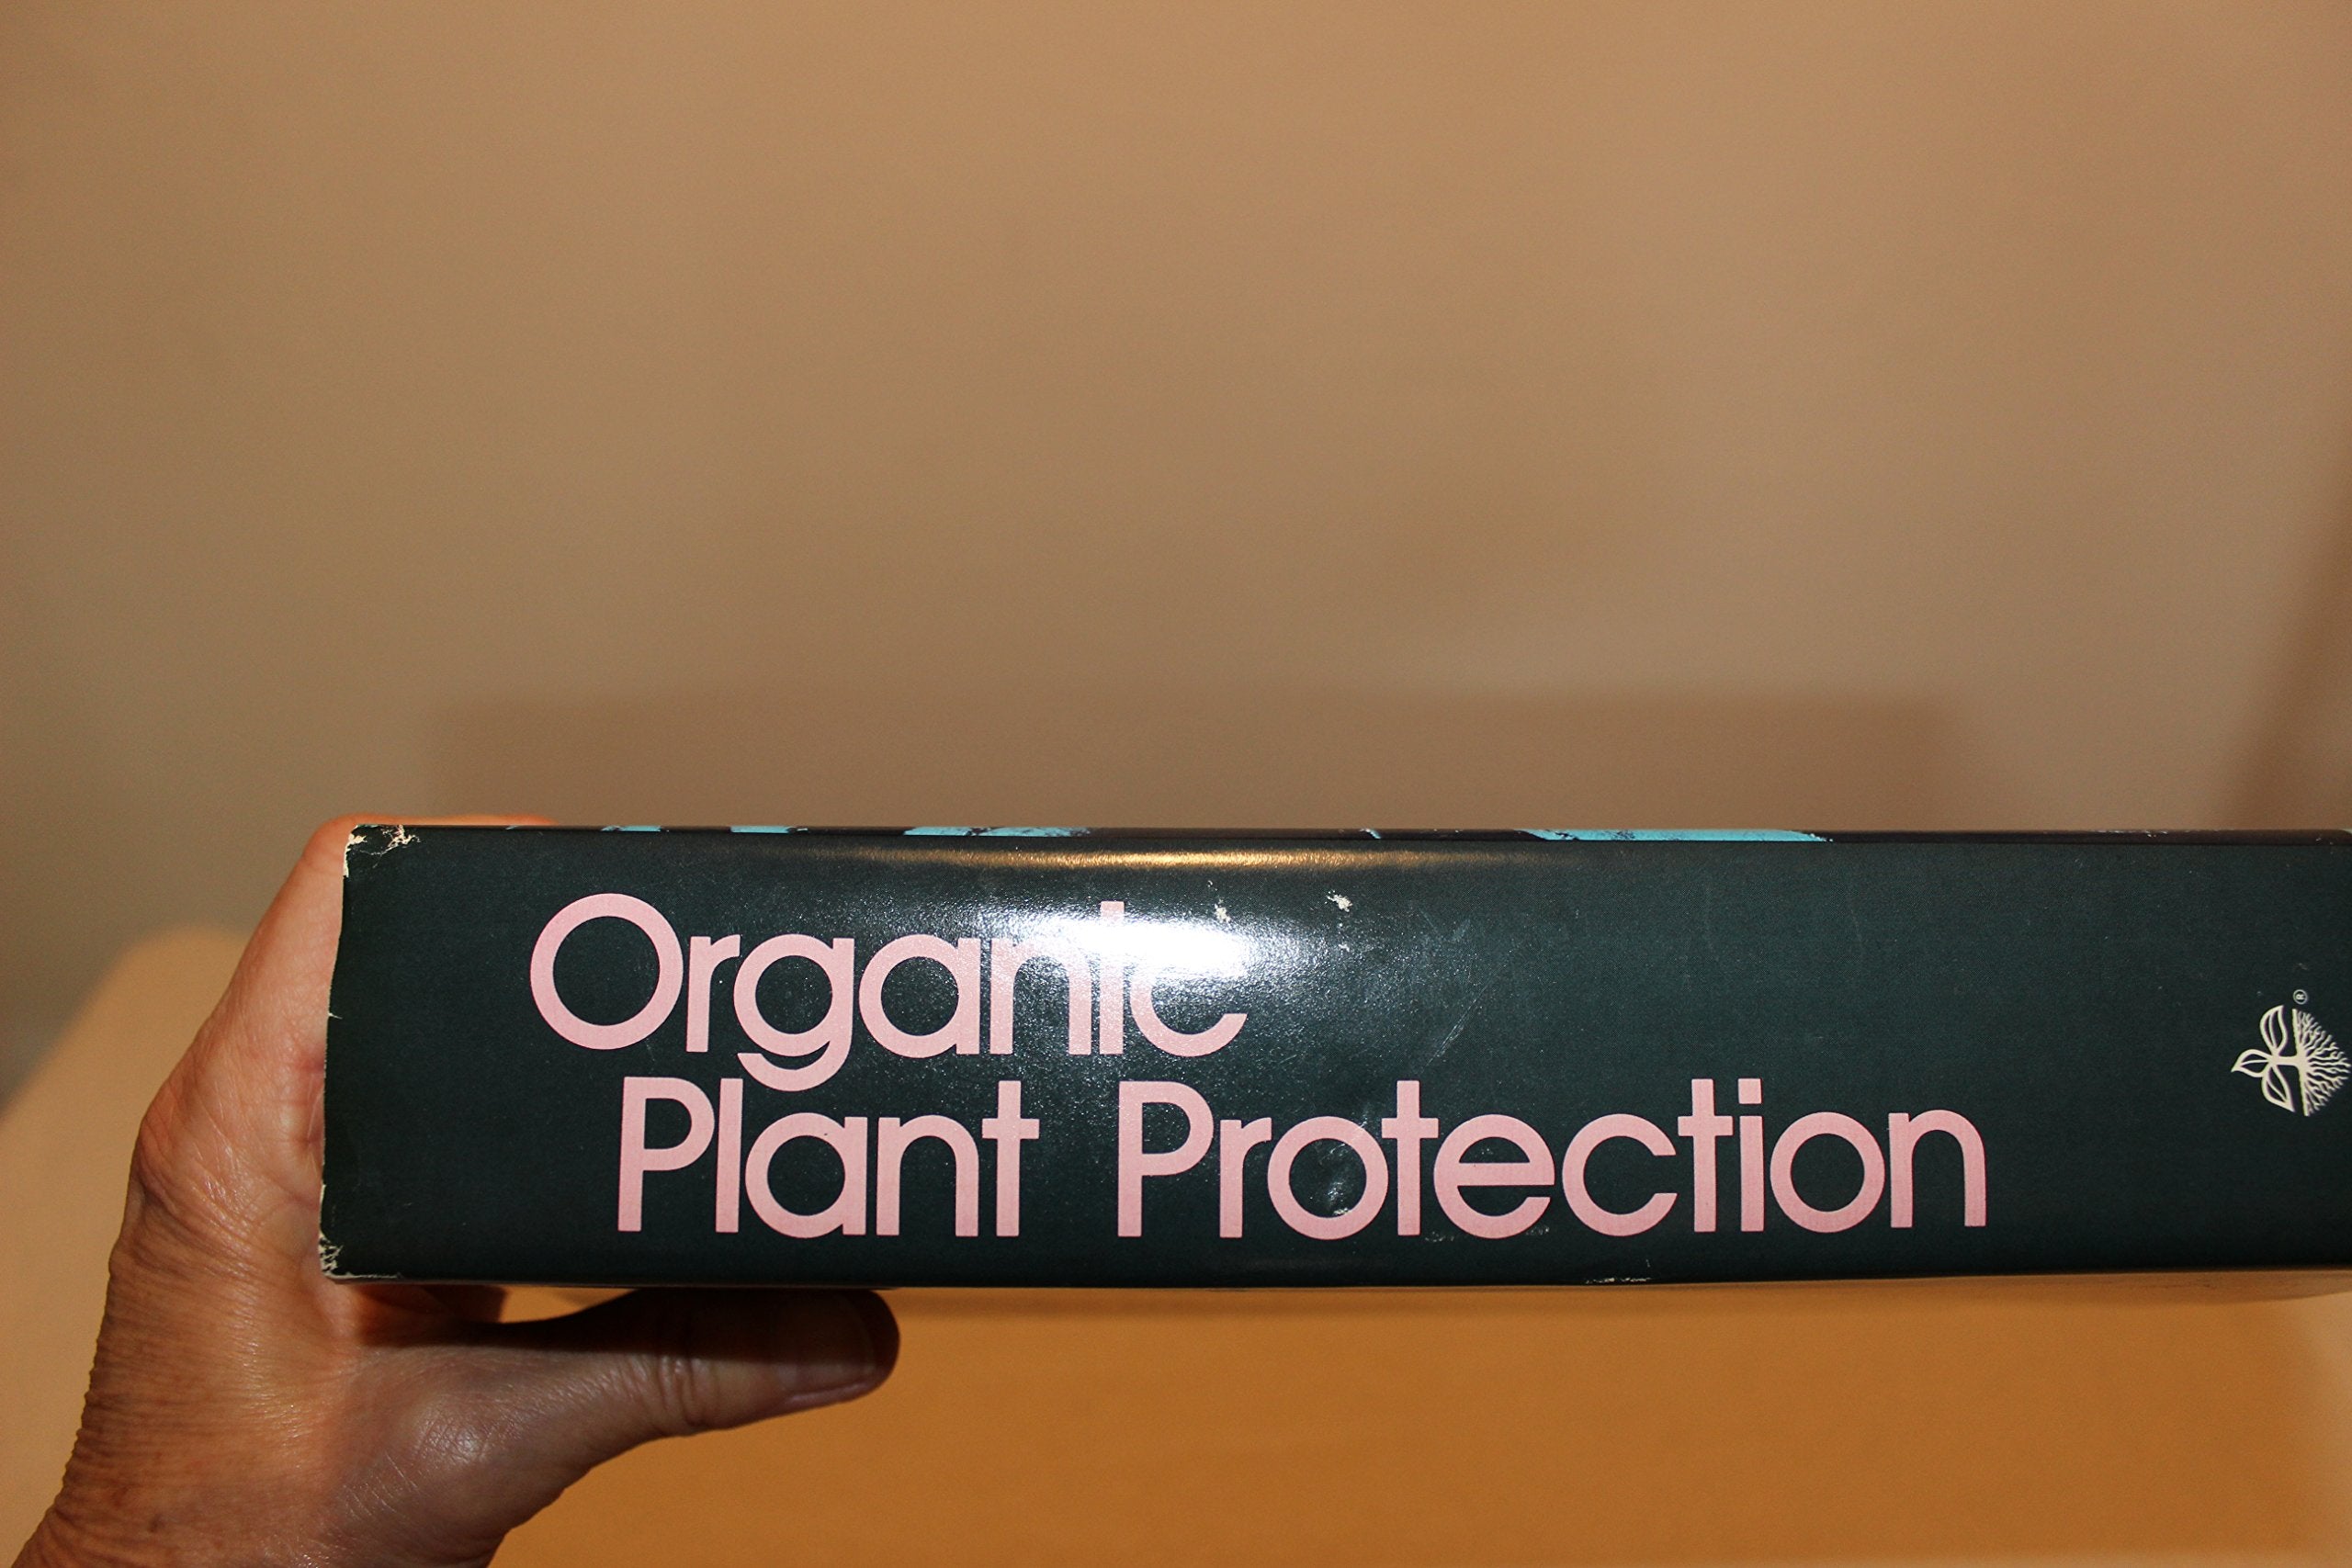 Organic
Plant Protection
®